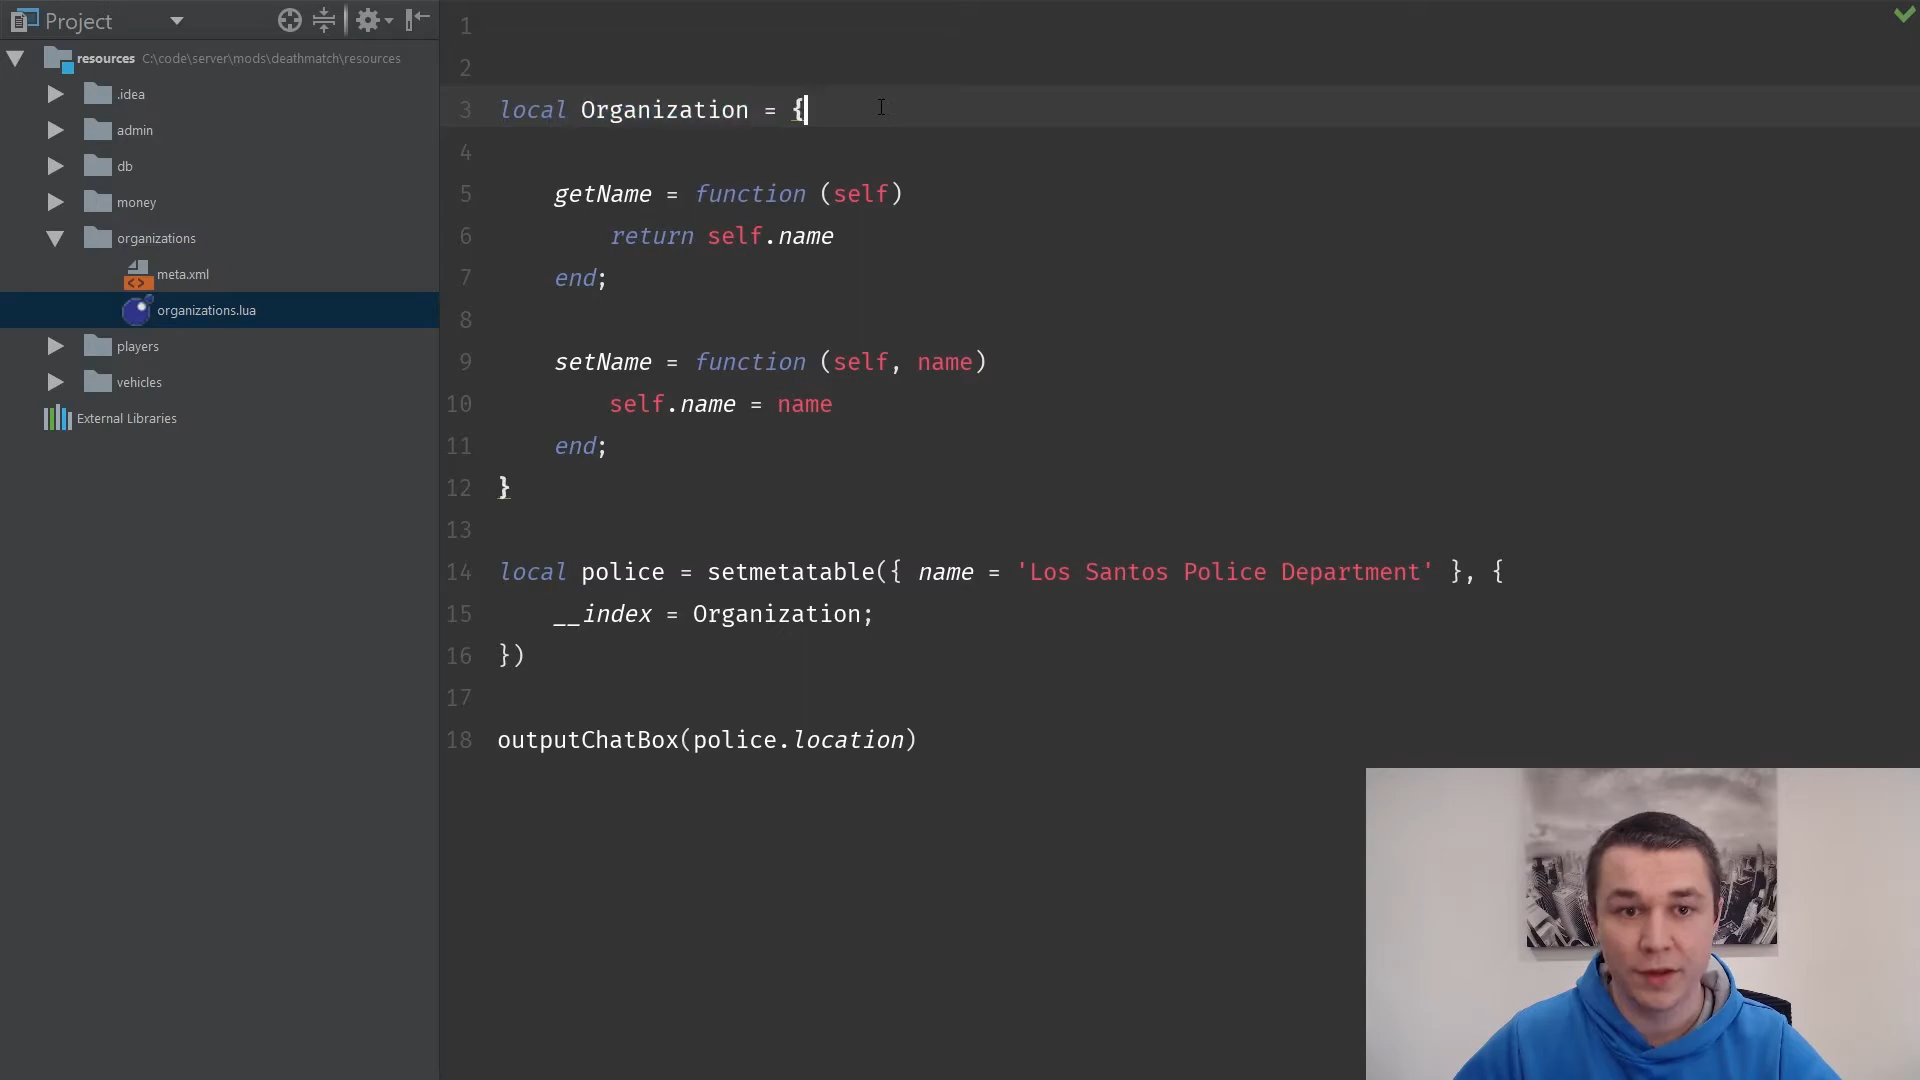 Project
resources C:\code\server\mods\deathmatch\resources
.idea
admin
db
money
organizations
meta.xml
organizations.lua
players
vehicles
External Libraries
1
2
3 local Organization = {
4
5 getName = function (self)
6 return self.name
7 end;
8
9 setName = function (self, name)
10 self.name = name
11 end;
12 }
13
14 local police = setmetatable({ name = 'Los Santos Police Department' }, {
15 __index = Organization;
16 })
17
18 outputChatBox(police.location)